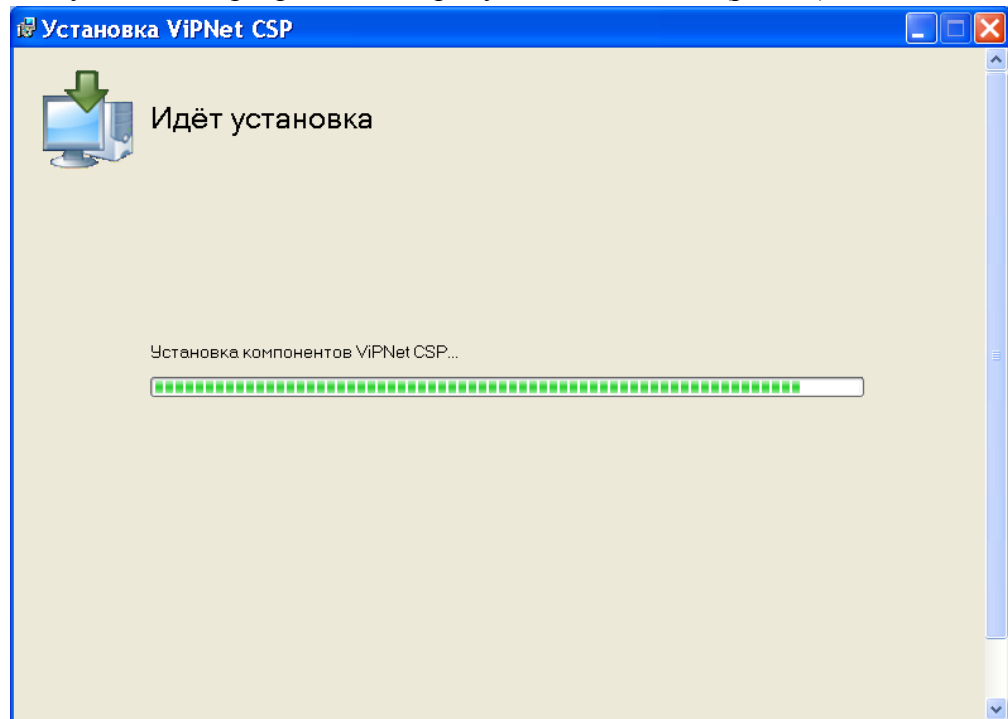 Установка ViPNet CSP
Идёт установка
Установка компонентов ViPNet CSP...